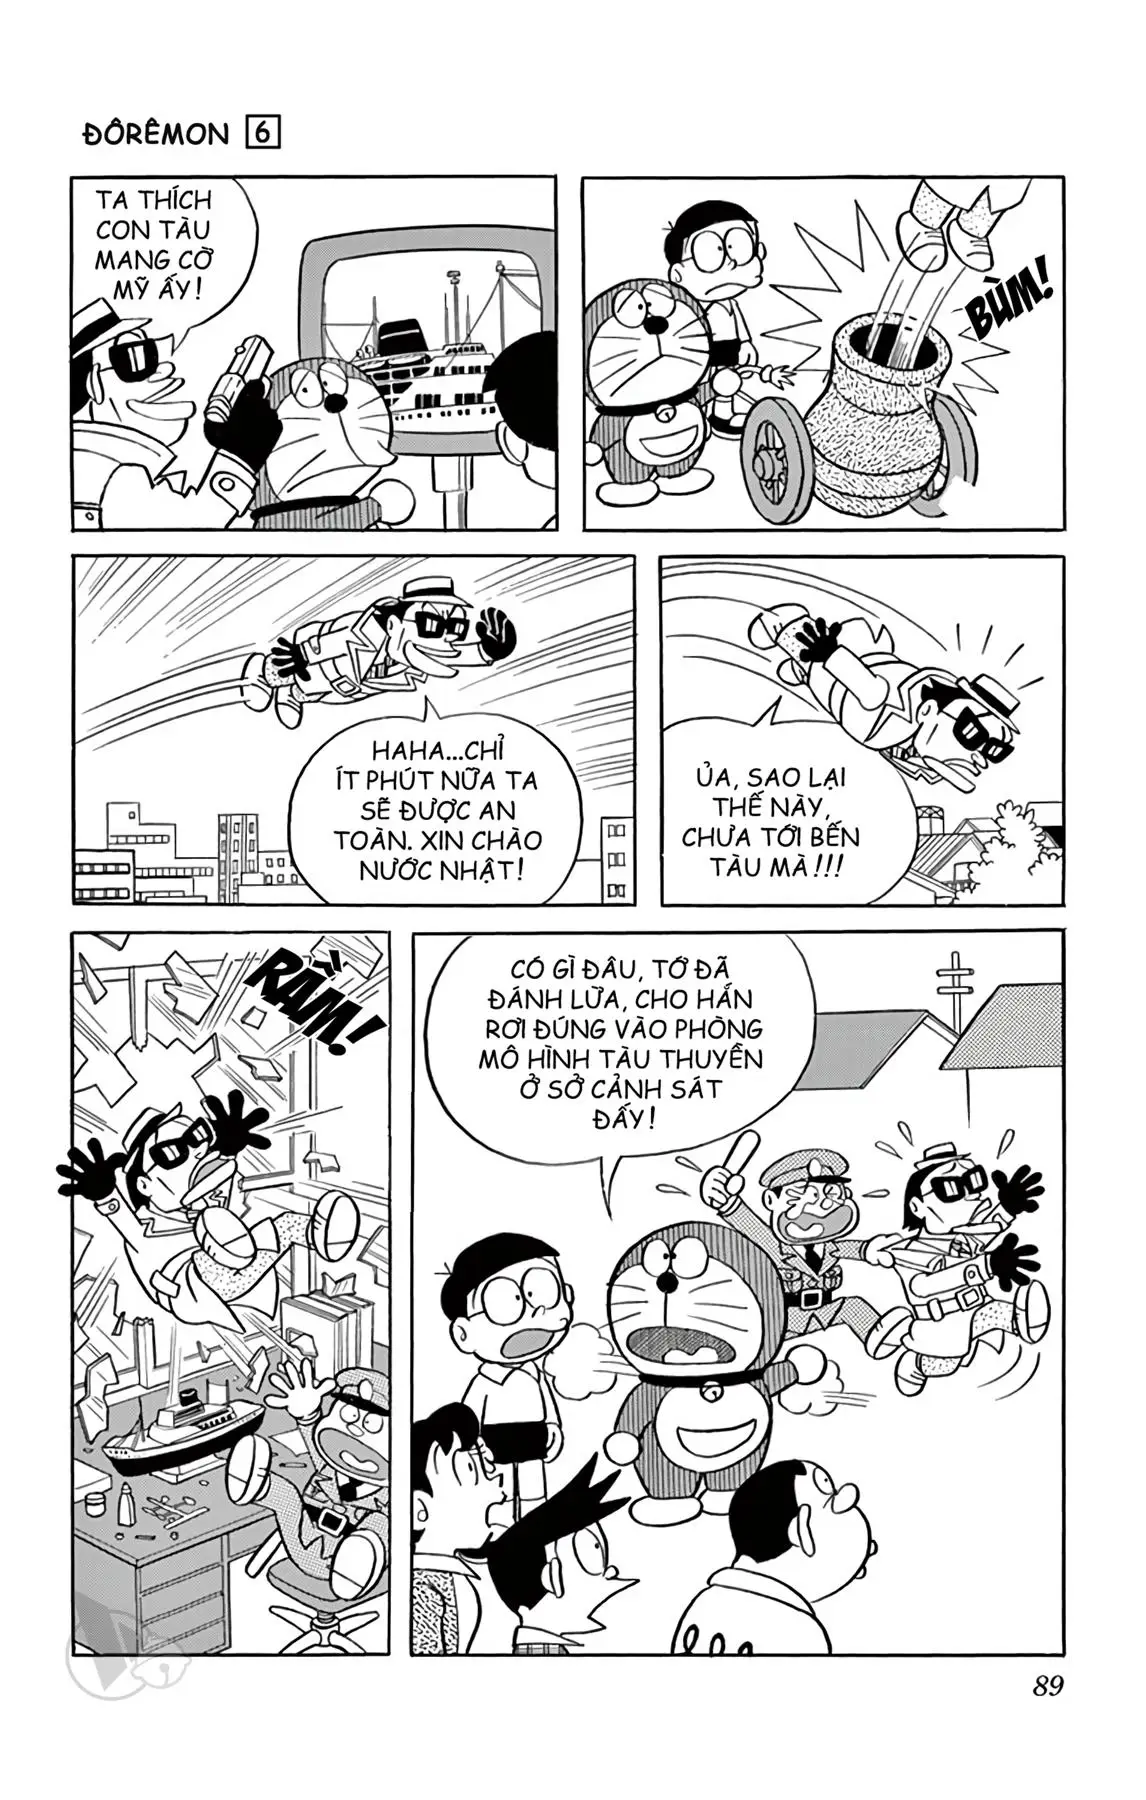 ĐÔRÊMON 6
TA THÍCH
CON TÀU
MANG CỜ
MỸ ẤY!
BÙM!
HAHA...CHỈ
ÍT PHÚT NỮA TA
SẼ ĐƯỢC AN
TOÀN. XIN CHÀO
NƯỚC NHẬT!
ỦA, SAO LẠI
THẾ NÀY,
CHƯA TỚI BẾN
TÀU MÀ!!!
RẦM!
CÓ GÌ ĐÂU, TỚ ĐÃ
ĐÁNH LỪA, CHO HẮN
RƠI ĐÚNG VÀO PHÒNG
MÔ HÌNH TÀU THUYỀN
Ở SỞ CẢNH SÁT
ĐẤY!
89